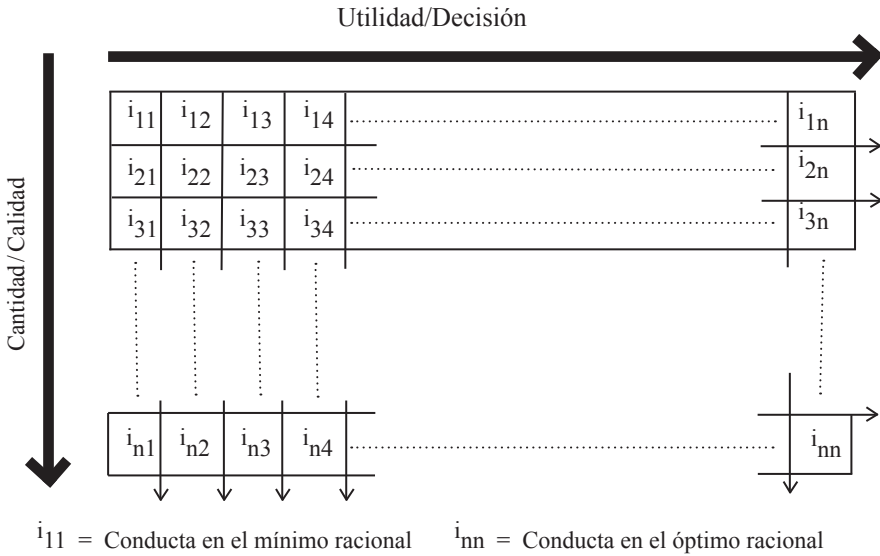 Utilidad/Decisión
Cantidad/Calidad
i11 i12 i13 i14 i1n
i21 i22 i23 i24 i2n
i31 i32 i33 i34 i3n
in1 in2 in3 in4 inn
i11 = Conducta en el mínimo racional inn = Conducta en el óptimo racional